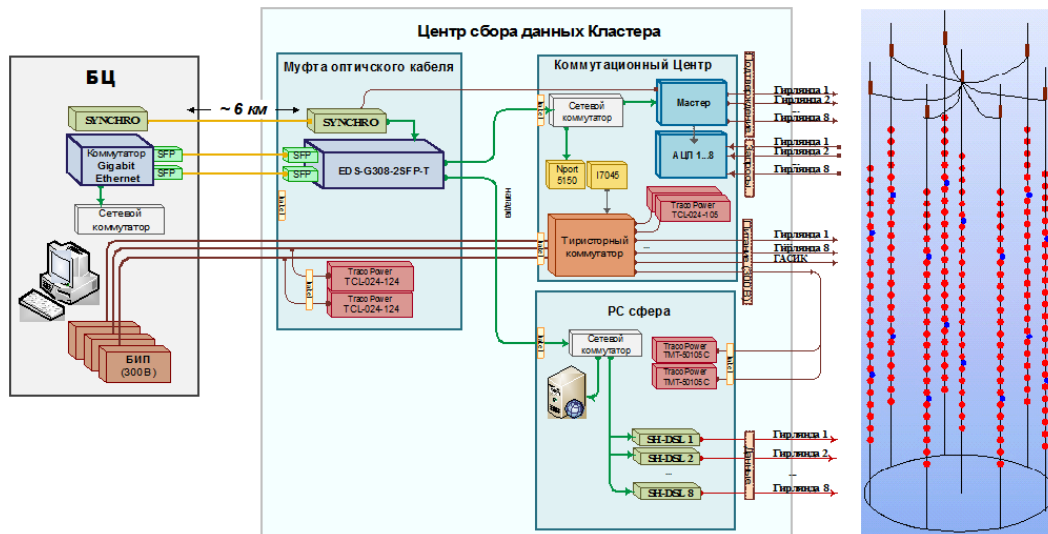 Центр сбора данных Кластера
БЦ
Муфта оптичского кабеля
Коммутационный Центр
~ 6 км
SYNCHRO
SYNCHRO
Сетевой
коммутатор
Мастер
Гирлянда 1
Гирлянда 2
...
Гирлянда 8
Коммутатор
Gigabit
Ethernet
SFP
SFP
SFP
SFP
EDS-G308-2SFP-T
АЦП 1...8
Гирлянда 1
Гирлянда 2
...
Гирлянда 8
Nport
5150
I7045
Сетевой
коммутатор
Traco Power
TCL-024-105
Тиристорный
коммутатор
Гирлянда 1
...
Гирлянда 8
ГАСИК
Traco Power
TCL-024-124
Traco Power
TCL-024-124
БИП
(300В)
РС сфера
Сетевой
коммутатор
Traco Power
TMT-50105C
Traco Power
TMT-50105C
SH-DSL 1
SH-DSL 2
...
SH-DSL 8
Данные
Гирлянда 1
Гирлянда 2
...
Гирлянда 8